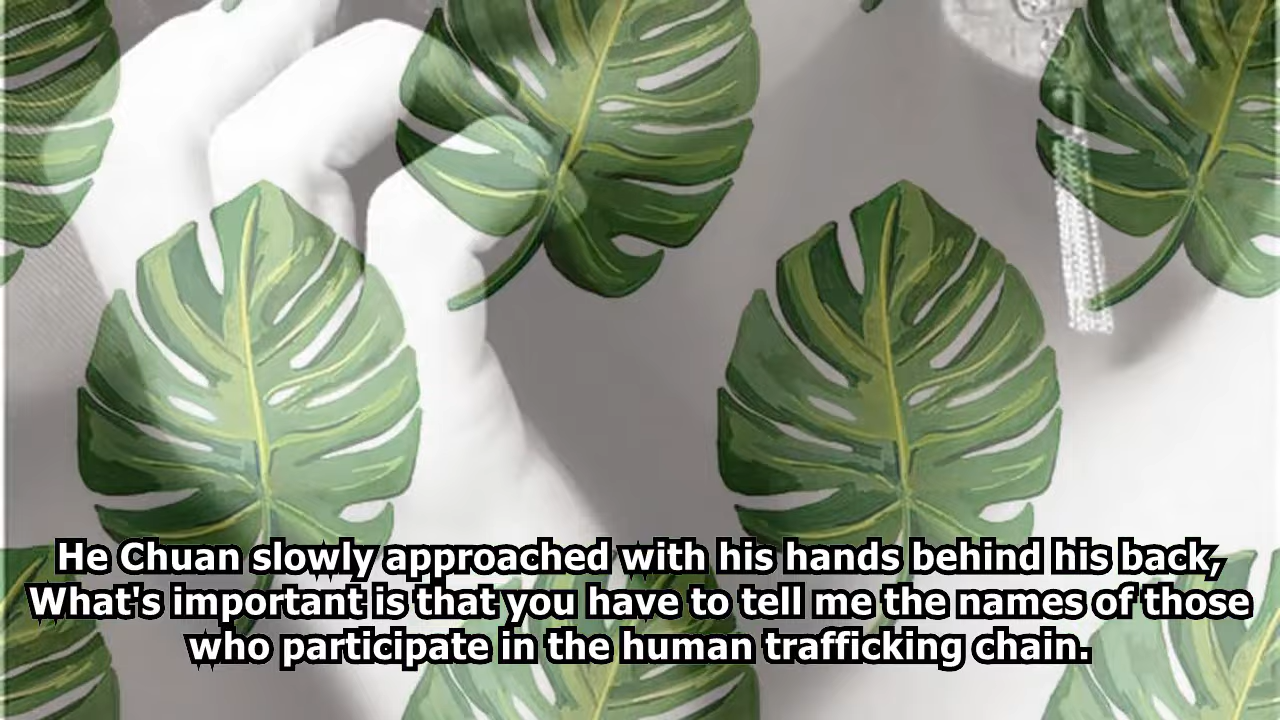 He Chuan slowly approached with his hands behind his back,
What's important is that you have to tell me the names of those
who participate in the human trafficking chain.